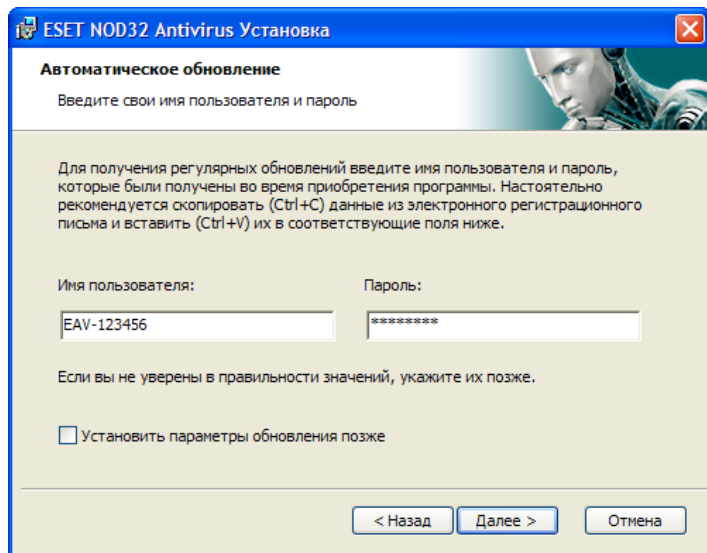 ESET NOD32 Antivirus Установка
Автоматическое обновление
Введите свои имя пользователя и пароль
Для получения регулярных обновлений введите имя пользователя и пароль,
которые были получены во время приобретения программы. Настоятельно
рекомендуется скопировать (Ctrl+C) данные из электронного регистрационного
письма и вставить (Ctrl+V) их в соответствующие поля ниже.
Имя пользователя: Пароль:
EAV-123456 ********
Если вы не уверены в правильности значений, укажите их позже.
Установить параметры обновления позже
< Назад Далее > Отмена